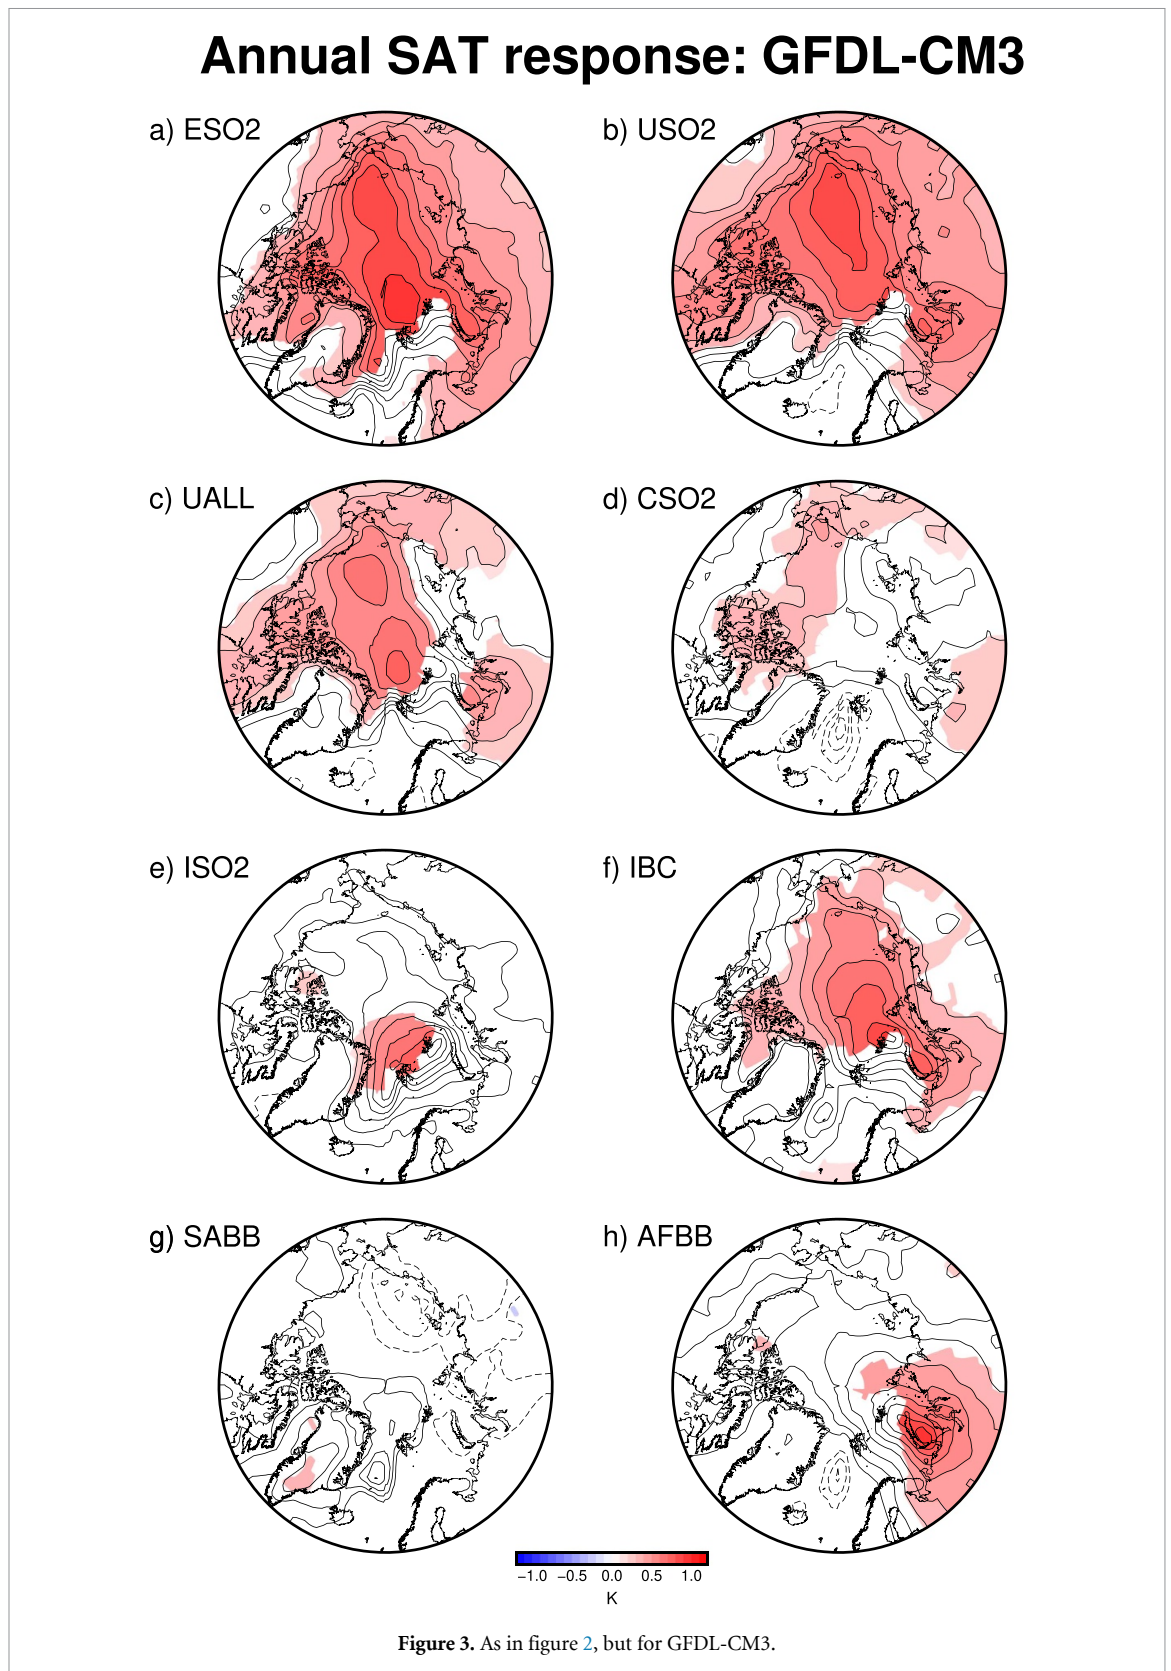 Annual SAT response: GFDL-CM3
a) ESO2
b) USO2
c) UALL
d) CSO2
e) ISO2
f) IBC
g) SABB
h) AFBB
−1.0 −0.5 0.0 0.5 1.0
K
Figure 3. As in figure 2, but for GFDL-CM3.